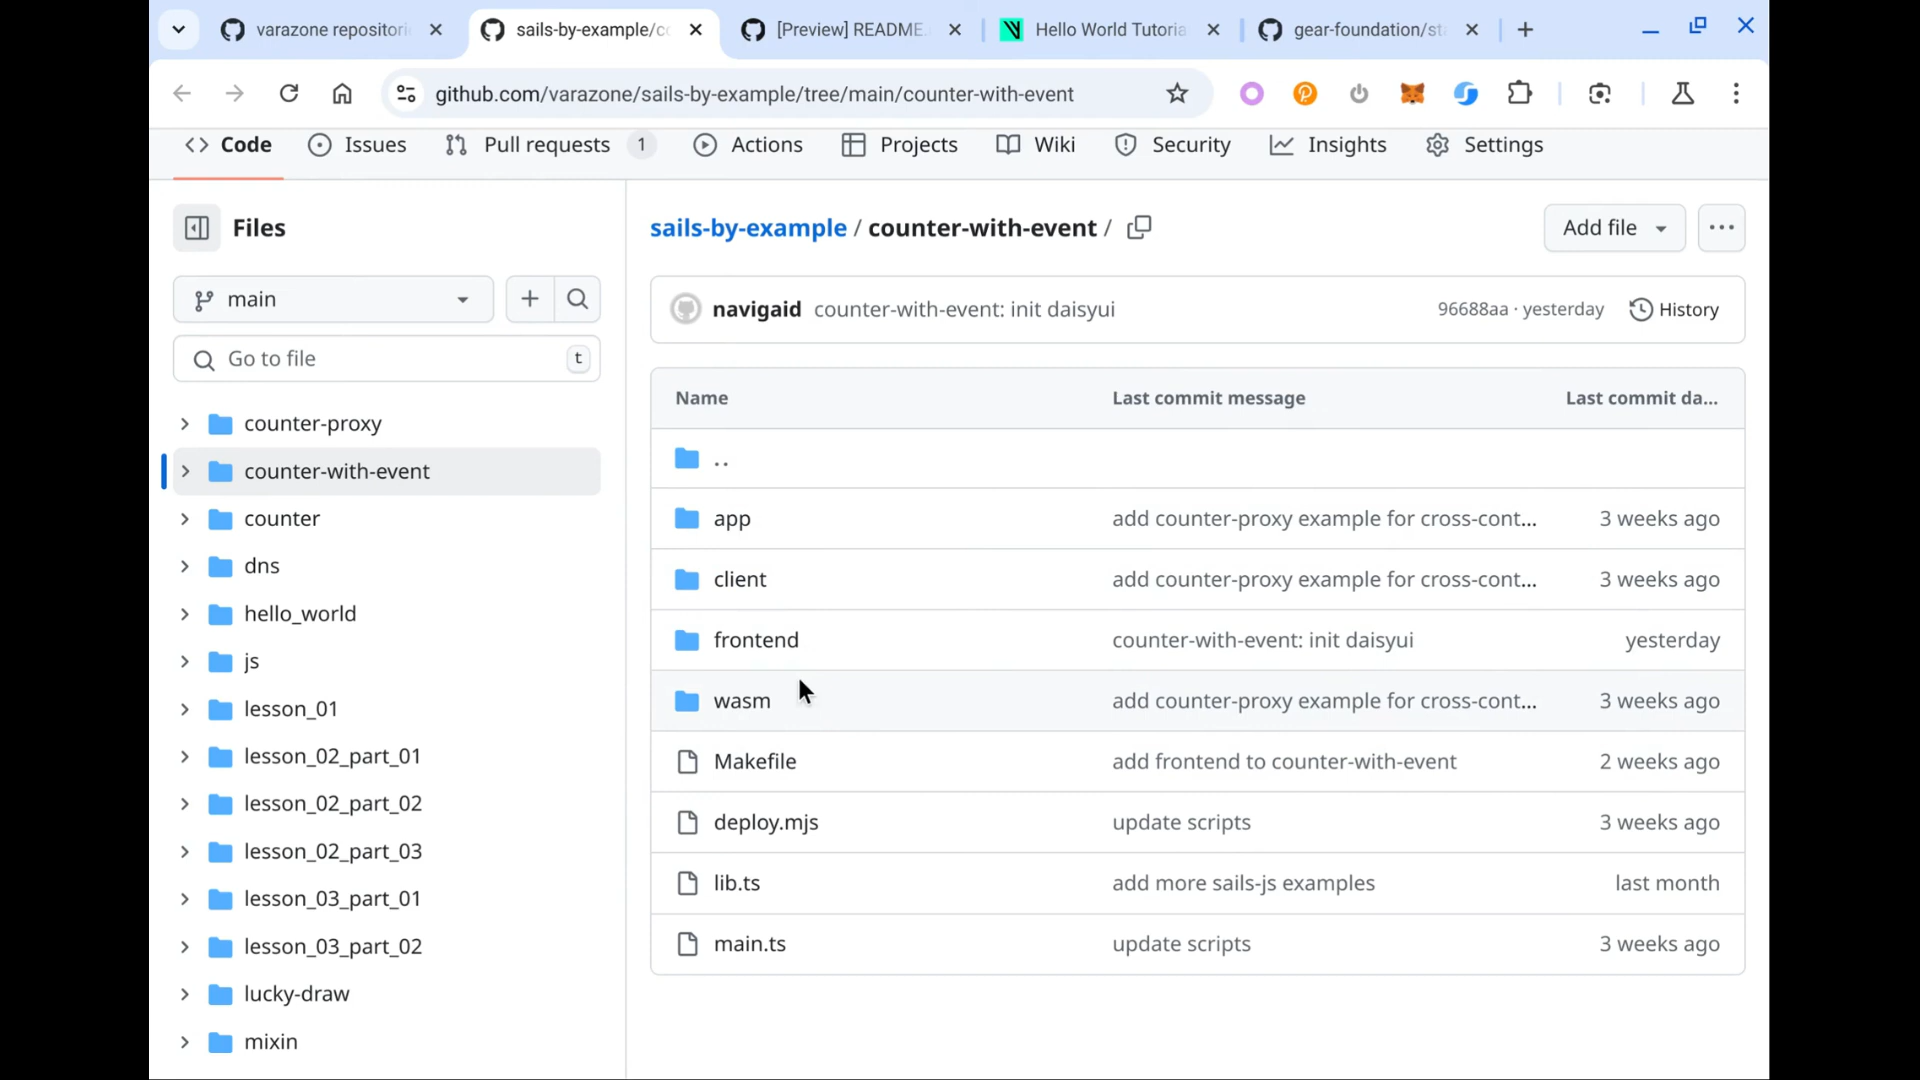 varazone repositori
sails-by-example/cc
[Preview] README.
Hello World Tutoria
gear-foundation/sta
github.com/varazone/sails-by-example/tree/main/counter-with-event
Code
Issues
Pull requests 1
Actions
Projects
Wiki
Security
Insights
Settings
Files
main
Go to file
t
counter-proxy
counter-with-event
counter
dns
hello_world
js
lesson_01
lesson_02_part_01
lesson_02_part_02
lesson_02_part_03
lesson_03_part_01
lesson_03_part_02
lucky-draw
mixin
sails-by-example / counter-with-event /
Add file
navigaid counter-with-event: init daisyui 96688aa · yesterday History
Name Last commit message Last commit da...
..
app add counter-proxy example for cross-cont... 3 weeks ago
client add counter-proxy example for cross-cont... 3 weeks ago
frontend counter-with-event: init daisyui yesterday
wasm add counter-proxy example for cross-cont... 3 weeks ago
Makefile add frontend to counter-with-event 2 weeks ago
deploy.mjs update scripts 3 weeks ago
lib.ts add more sails-js examples last month
main.ts update scripts 3 weeks ago